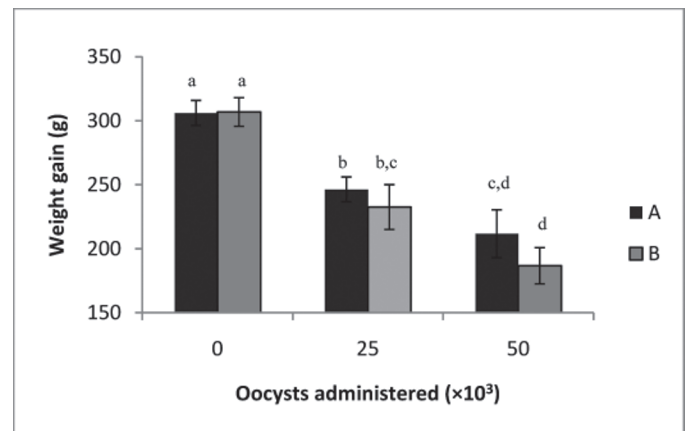 350
300
250
200
150
Weight gain (g)
a a
b b,c
c,d
d
A
B
0 25 50
Oocysts administered (×10³)